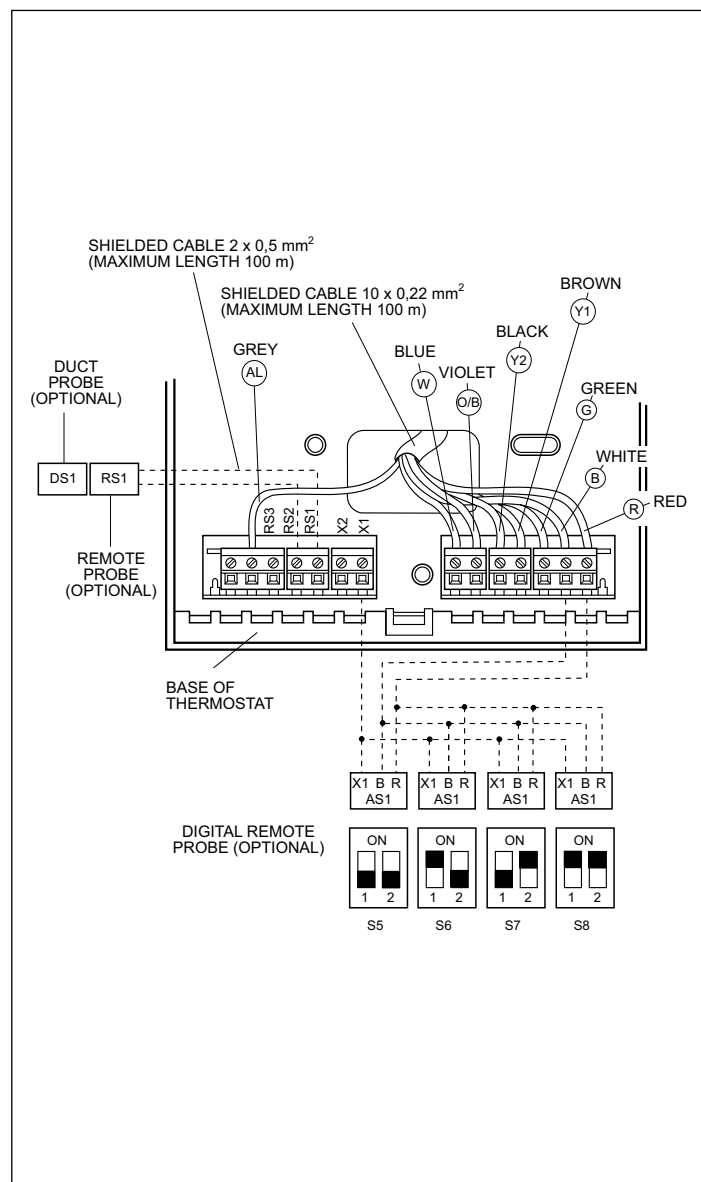 SHIELDED CABLE 2 x 0,5 mm²
(MAXIMUM LENGTH 100 m)
SHIELDED CABLE 10 x 0,22 mm²
(MAXIMUM LENGTH 100 m)
BROWN
Y1
BLACK
Y2
BLUE
W
VIOLET
O/B
GREY
AL
GREEN
G
WHITE
B
RED
R
DUCT
PROBE
(OPTIONAL)
DS1
RS1
REMOTE
PROBE
(OPTIONAL)
RS3
RS2
RS1
X2
X1
BASE OF
THERMOSTAT
X1 B R
AS1
X1 B R
AS1
X1 B R
AS1
X1 B R
AS1
DIGITAL REMOTE
PROBE (OPTIONAL)
ON
1 2
S5
ON
1 2
S6
ON
1 2
S7
ON
1 2
S8